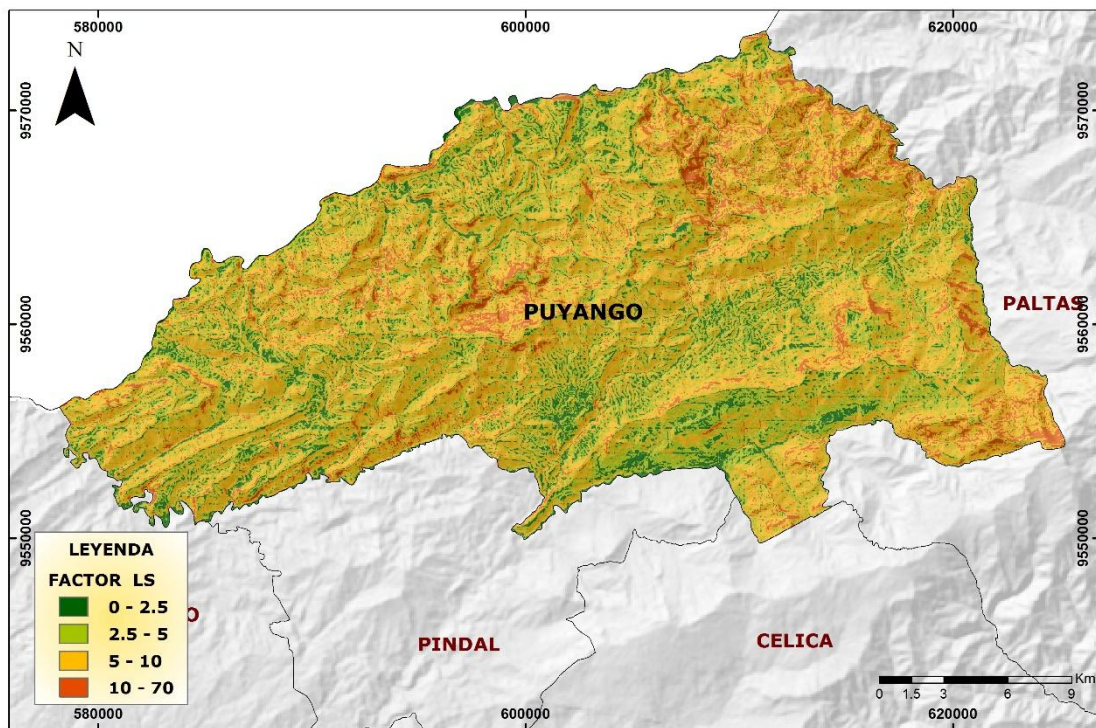 580000 600000 620000
N
9570000 9570000
PALTAS
PUYANGO
9560000 9560000
9550000 9550000
LEYENDA
FACTOR LS
0 - 2.5
2.5 - 5
5 - 10
10 - 70
O
PINDAL
CELICA
Km
0 1.5 3 6 9
580000 600000 620000